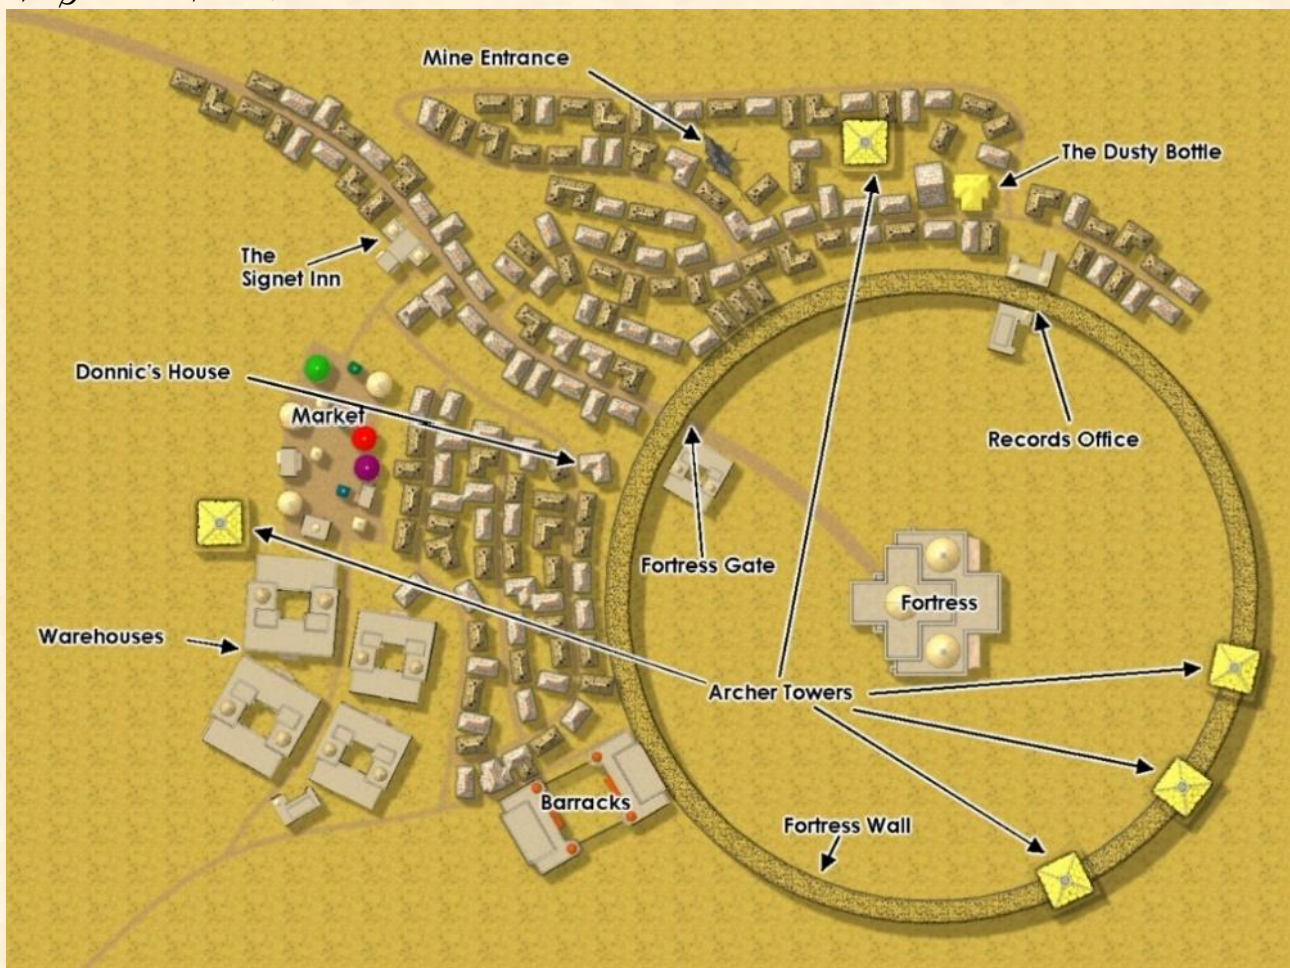 Mine Entrance
The Dusty Bottle
The
Signet Inn
Donnic's House
Market
Records Office
Fortress Gate
Fortress
Warehouses
Archer Towers
Barracks
Fortress Wall